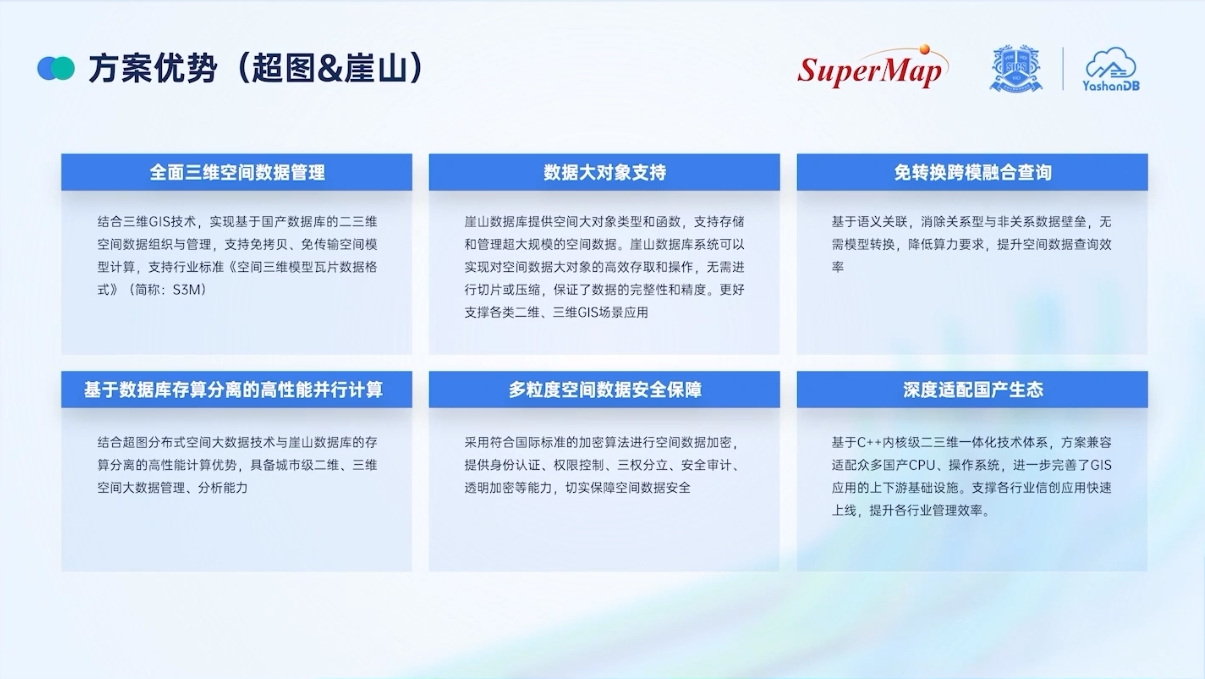 方案优势（超图&崖山）
SuperMap
YashanDB
全面三维空间数据管理
结合三维GIS技术，实现基于国产数据库的二三维
空间数据组织与管理，支持免拷贝、免传输空间模
型计算，支持行业标准《空间三维模型瓦片数据格
式》（简称：S3M）
数据大对象支持
崖山数据库提供空间大对象类型和函数，支持存储
和管理超大规模的空间数据。崖山数据库系统可以
实现对空间数据大对象的高效存取和操作，无需进
行切片或压缩，保证了数据的完整性和精度。更好
支撑各类二维、三维GIS场景应用
免转换跨模融合查询
基于语义关联，消除关系型与非关系数据壁垒，无
需模型转换，降低算力要求，提升空间数据查询效
率
基于数据库存算分离的高性能并行计算
结合超图分布式空间大数据技术与崖山数据库的存
算分离的高性能计算优势，具备城市级二维、三维
空间大数据管理、分析能力
多粒度空间数据安全保障
采用符合国际标准的加密算法进行空间数据加密，
提供身份认证、权限控制、三权分立、安全审计、
透明加密等能力，切实保障空间数据安全
深度适配国产生态
基于C++内核级二三维一体化技术体系，方案兼容
适配众多国产CPU、操作系统，进一步完善了GIS
应用的上下游基础设施。支撑各行业信创应用快速
上线，提升各行业管理效率。